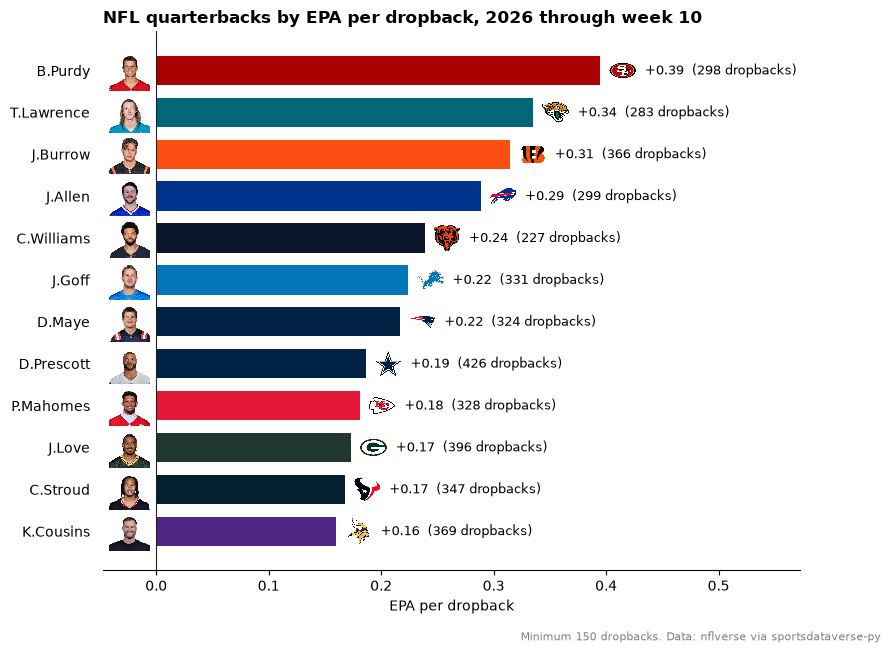 NFL quarterbacks by EPA per dropback, 2026 through week 10
B.Purdy +0.39 (298 dropbacks)
T.Lawrence +0.34 (283 dropbacks)
J.Burrow +0.31 (366 dropbacks)
J.Allen +0.29 (299 dropbacks)
C.Williams +0.24 (227 dropbacks)
J.Goff +0.22 (331 dropbacks)
D.Maye +0.22 (324 dropbacks)
D.Prescott +0.19 (426 dropbacks)
P.Mahomes +0.18 (328 dropbacks)
J.Love +0.17 (396 dropbacks)
C.Stroud +0.17 (347 dropbacks)
K.Cousins +0.16 (369 dropbacks)
0.0 0.1 0.2 0.3 0.4 0.5
EPA per dropback
Minimum 150 dropbacks. Data: nflverse via sportsdataverse-py